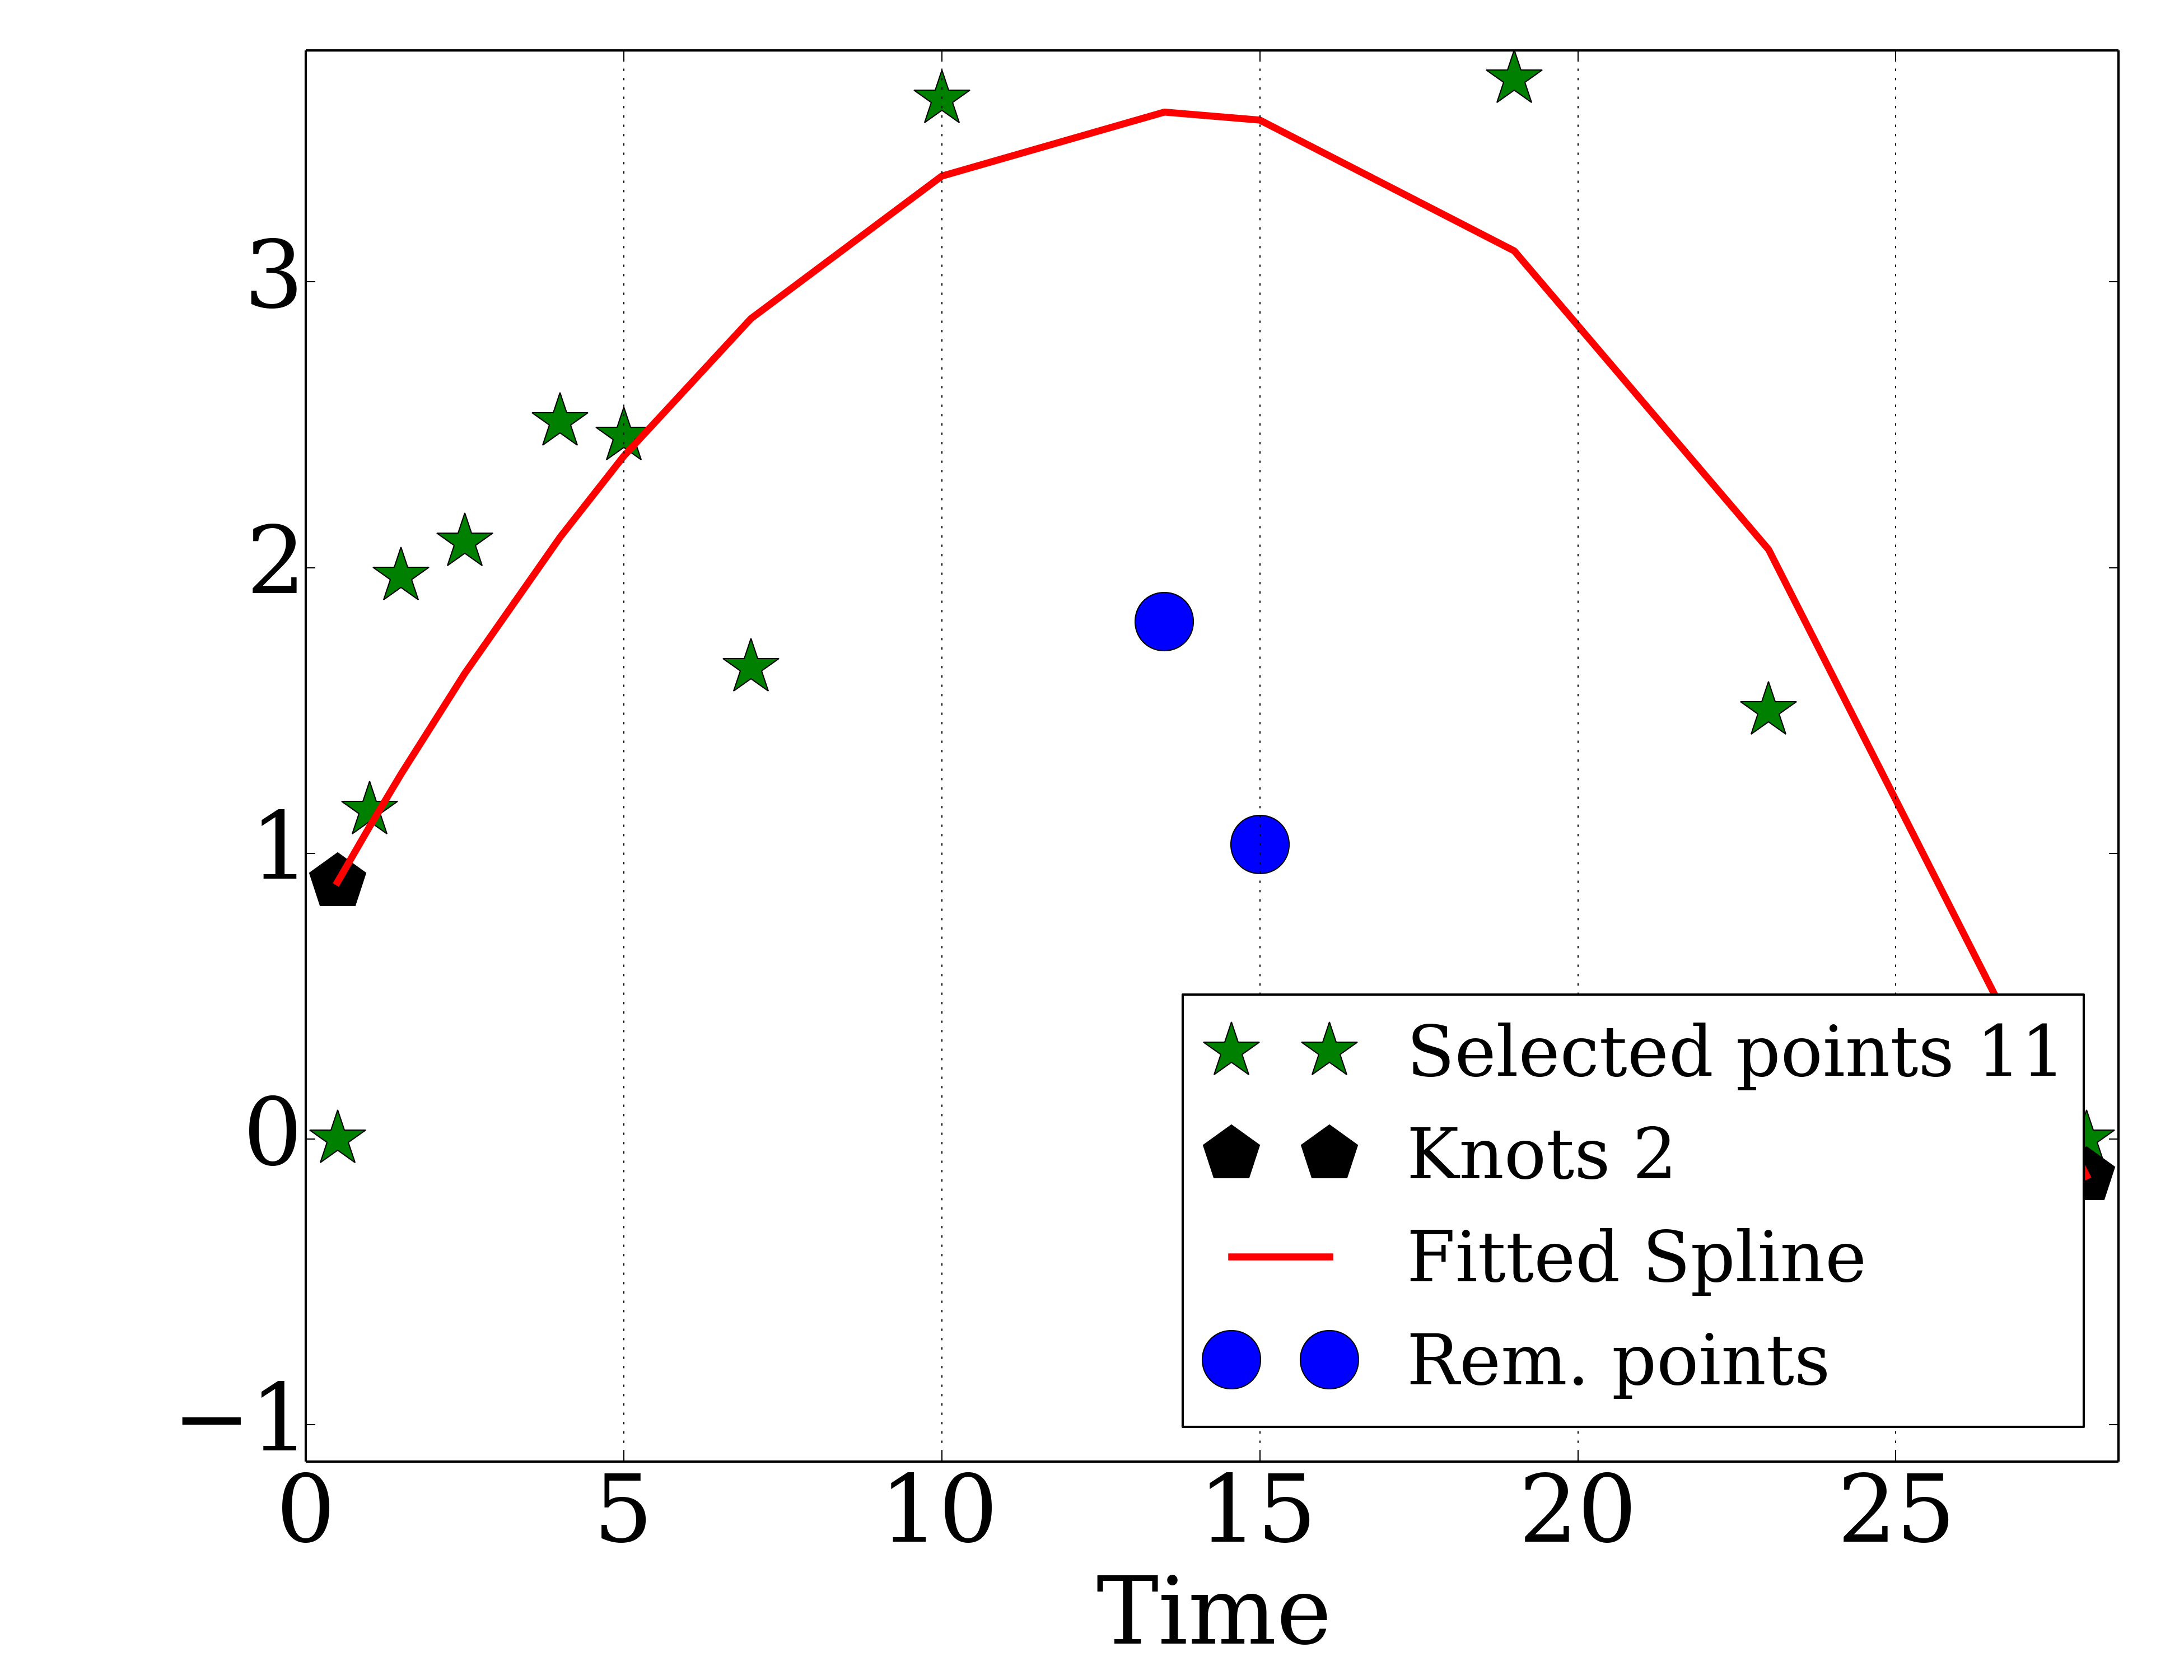 3
2
1
0
−1
Selected points 11
Knots 2
Fitted Spline
Rem. points
0 5 10 15 20 25
Time